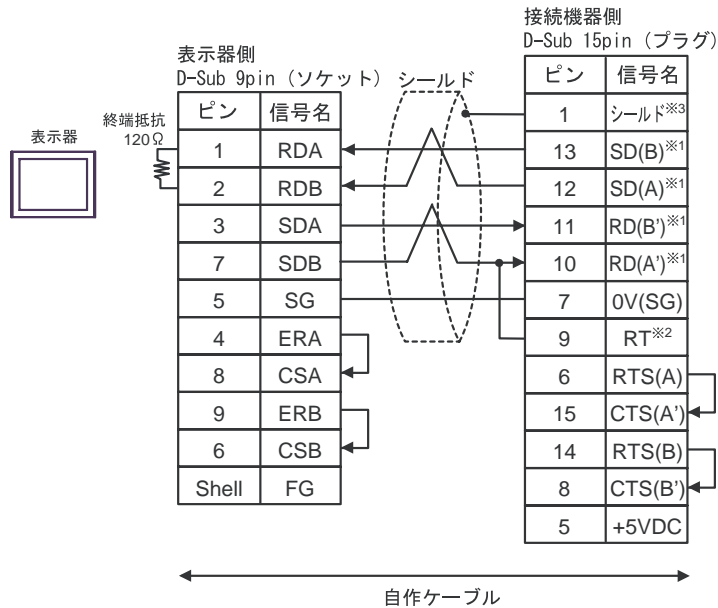 接続機器側
D-Sub 15pin（プラグ）
表示器側
D-Sub 9pin（ソケット）
シールド
表示器
終端抵抗
120Ω
ピン 信号名
1 RDA
2 RDB
3 SDA
7 SDB
5 SG
4 ERA
8 CSA
9 ERB
6 CSB
Shell FG
ピン 信号名
1 シールド※3
13 SD(B)※1
12 SD(A)※1
11 RD(B')※1
10 RD(A')※1
7 0V(SG)
9 RT※2
6 RTS(A)
15 CTS(A')
14 RTS(B)
8 CTS(B')
5 +5VDC
自作ケーブル